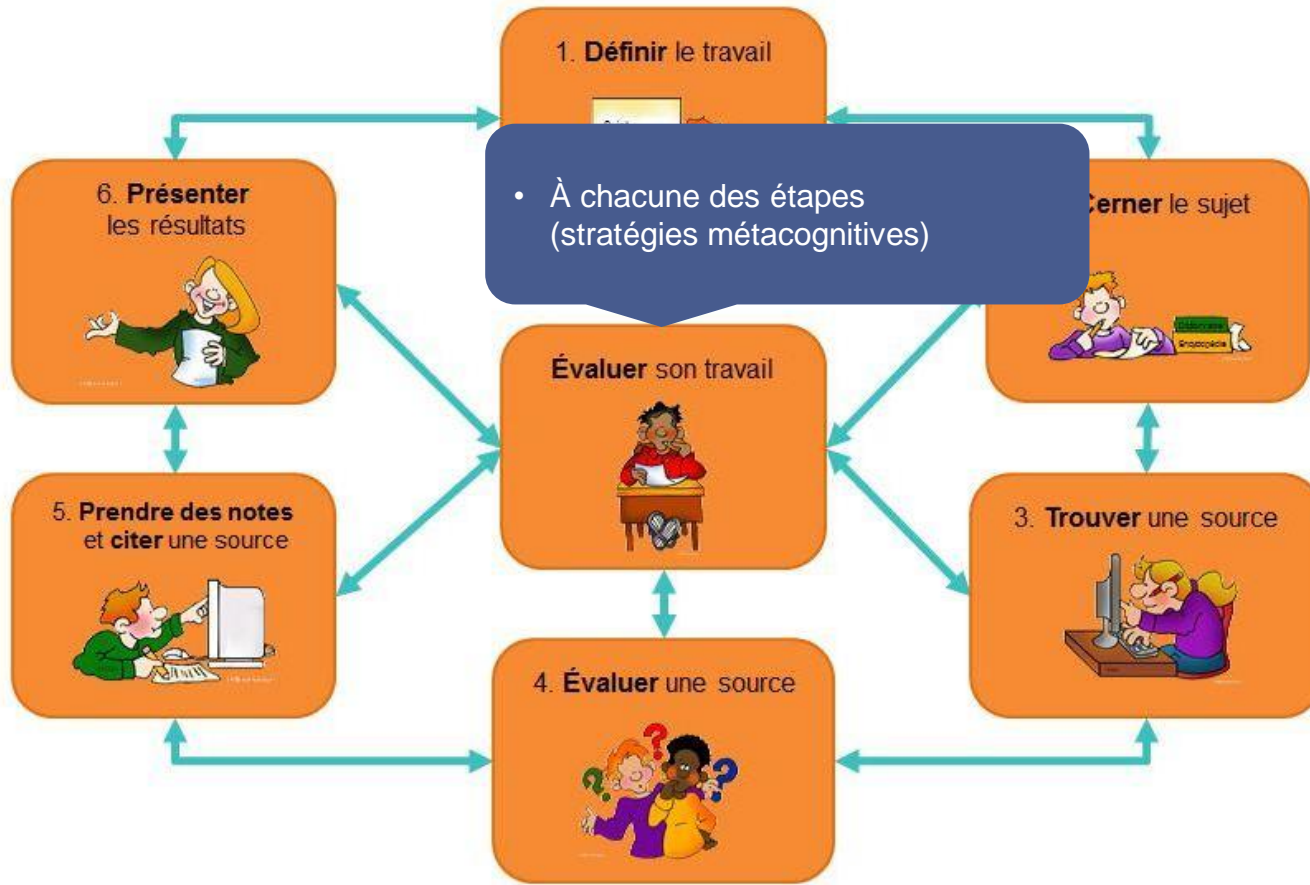 1. Définir le travail
• À chacune des étapes
(stratégies métacognitives)
Cerner le sujet
6. Présenter
les résultats
Évaluer son travail
5. Prendre des notes
et citer une source
3. Trouver une source
4. Évaluer une source
? ? ?